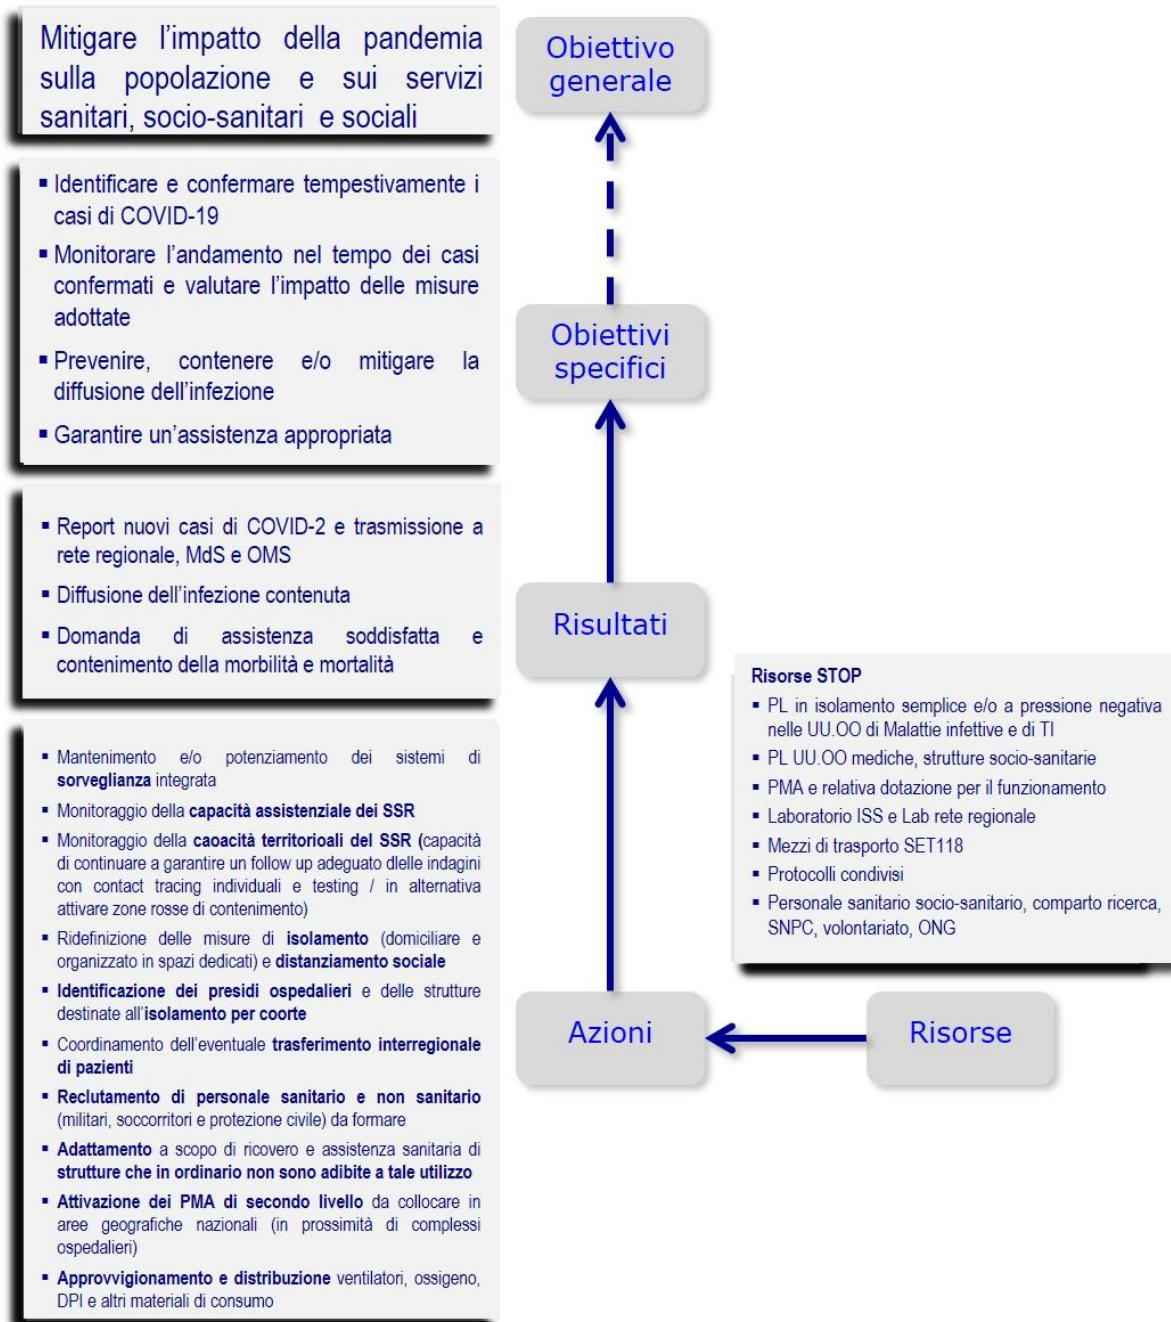 Mitigare l'impatto della pandemia
sulla popolazione e sui servizi
sanitari, socio-sanitari e sociali
Obiettivo
generale
▪ Identificare e confermare tempestivamente i
casi di COVID-19
▪ Monitorare l'andamento nel tempo dei casi
confermati e valutare l'impatto delle misure
adottate
▪ Prevenire, contenere e/o mitigare la
diffusione dell'infezione
▪ Garantire un'assistenza appropriata
Obiettivi
specifici
▪ Report nuovi casi di COVID-2 e trasmissione a
rete regionale, MdS e OMS
▪ Diffusione dell'infezione contenuta
▪ Domanda di assistenza soddisfatta e
contenimento della morbilità e mortalità
Risultati
▪ Mantenimento e/o potenziamento dei sistemi di
sorveglianza integrata
▪ Monitoraggio della capacità assistenziale dei SSR
▪ Monitoraggio della caoacità territorioali del SSR (capacità
di continuare a garantire un follow up adeguato dlelle indagini
con contact tracing individuali e testing / in alternativa
attivare zone rosse di contenimento)
▪ Ridefinizione delle misure di isolamento (domiciliare e
organizzato in spazi dedicati) e distanziamento sociale
▪ Identificazione dei presidi ospedalieri e delle strutture
destinate all'isolamento per coorte
▪ Coordinamento dell'eventuale trasferimento interregionale
di pazienti
▪ Reclutamento di personale sanitario e non sanitario
(militari, soccorritori e protezione civile) da formare
▪ Adattamento a scopo di ricovero e assistenza sanitaria di
strutture che in ordinario non sono adibite a tale utilizzo
▪ Attivazione dei PMA di secondo livello da collocare in
aree geografiche nazionali (in prossimità di complessi
ospedalieri)
▪ Approvvigionamento e distribuzione ventilatori, ossigeno,
DPI e altri materiali di consumo
Azioni
Risorse STOP
▪ PL in isolamento semplice e/o a pressione negativa
nelle UU.OO di Malattie infettive e di TI
▪ PL UU.OO mediche, strutture socio-sanitarie
▪ PMA e relativa dotazione per il funzionamento
▪ Laboratorio ISS e Lab rete regionale
▪ Mezzi di trasporto SET118
▪ Protocolli condivisi
▪ Personale sanitario socio-sanitario, comparto ricerca,
SNPC, volontariato, ONG
Risorse